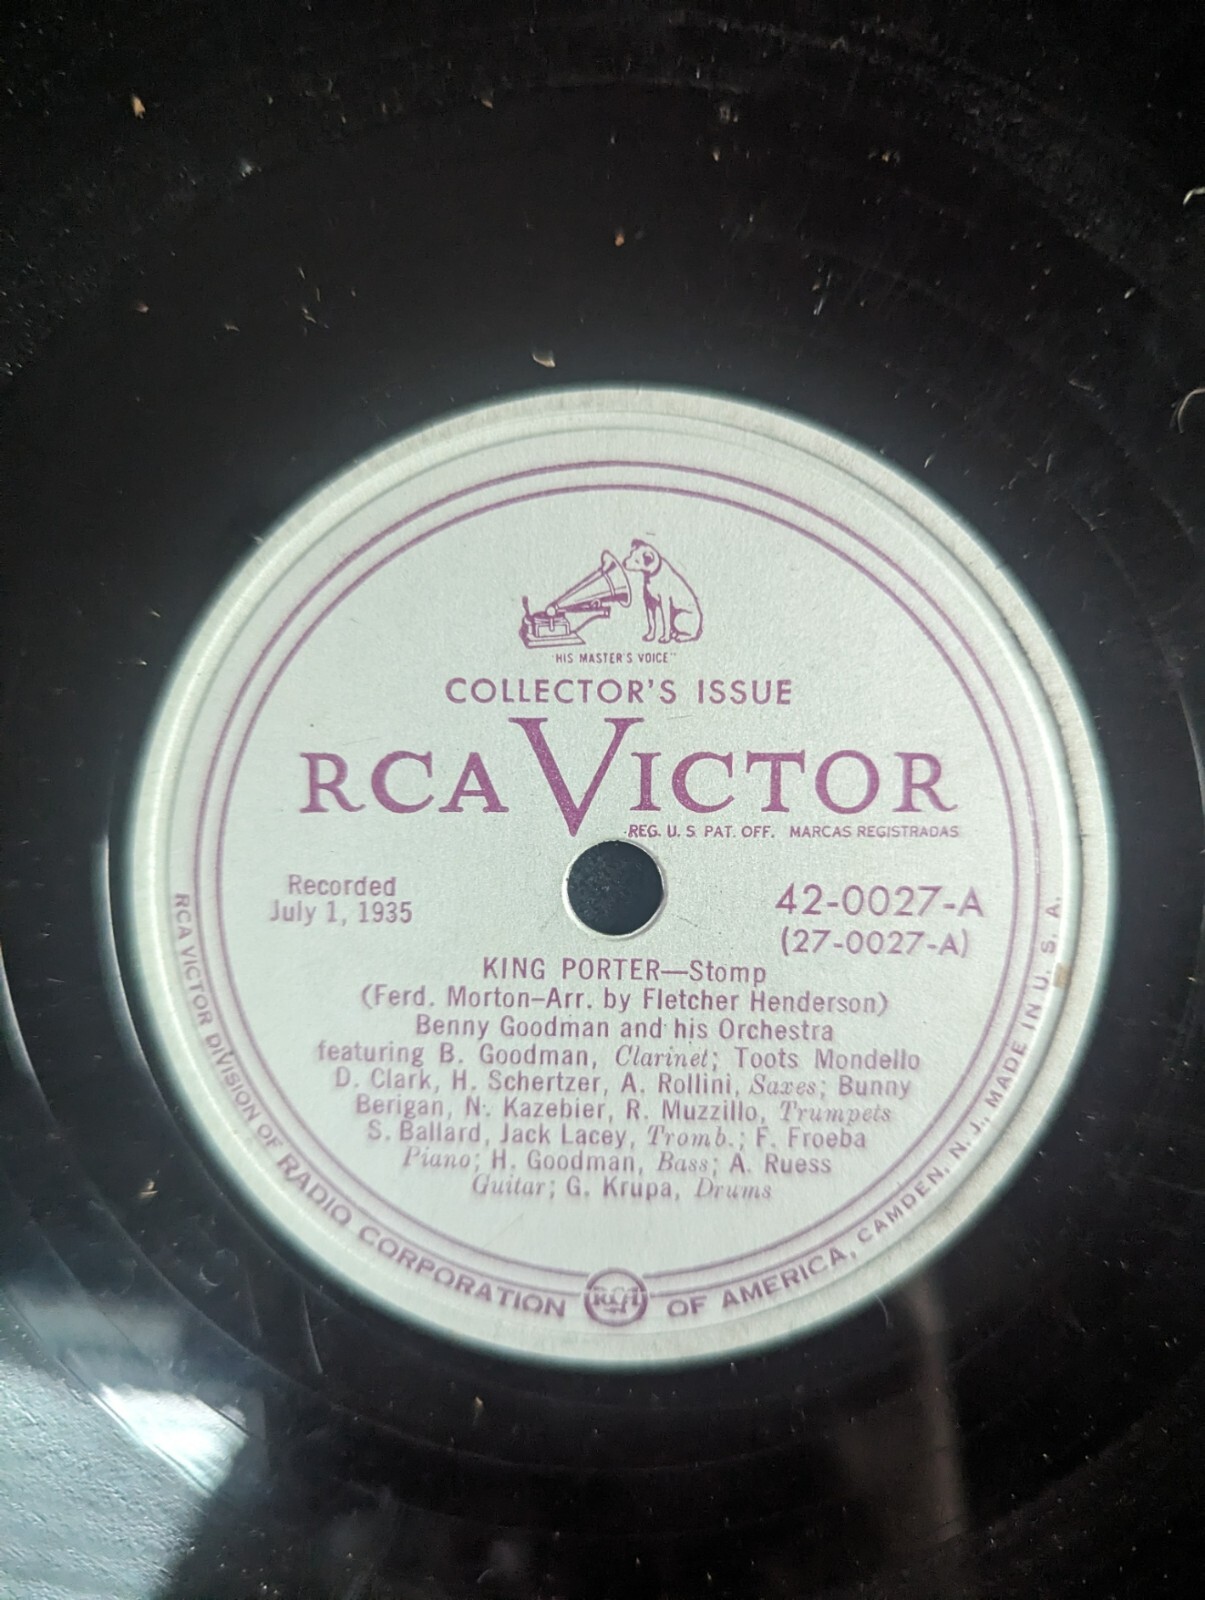 "HIS MASTER'S VOICE"
COLLECTOR'S ISSUE
RCA VICTOR
REG. U. S. PAT. OFF. MARCAS REGISTRADAS
Recorded
July 1, 1935
42-0027-A
(27-0027-A)
KING PORTER—Stomp
(Ferd. Morton–Arr. by Fletcher Henderson)
Benny Goodman and his Orchestra
featuring B. Goodman, Clarinet; Toots Mondello
D. Clark, H. Schertzer, A. Rollini, Saxes; Bunny
Berigan, N. Kazebier, R. Muzzillo, Trumpets
S. Ballard, Jack Lacey, Tromb.; F. Froeba
Piano; H. Goodman, Bass; A. Ruess
Guitar; G. Krupa, Drums
RCA VICTOR DIVISION OF RADIO CORPORATION RCA OF AMERICA, CAMDEN, N. J., MADE IN U. S. A.